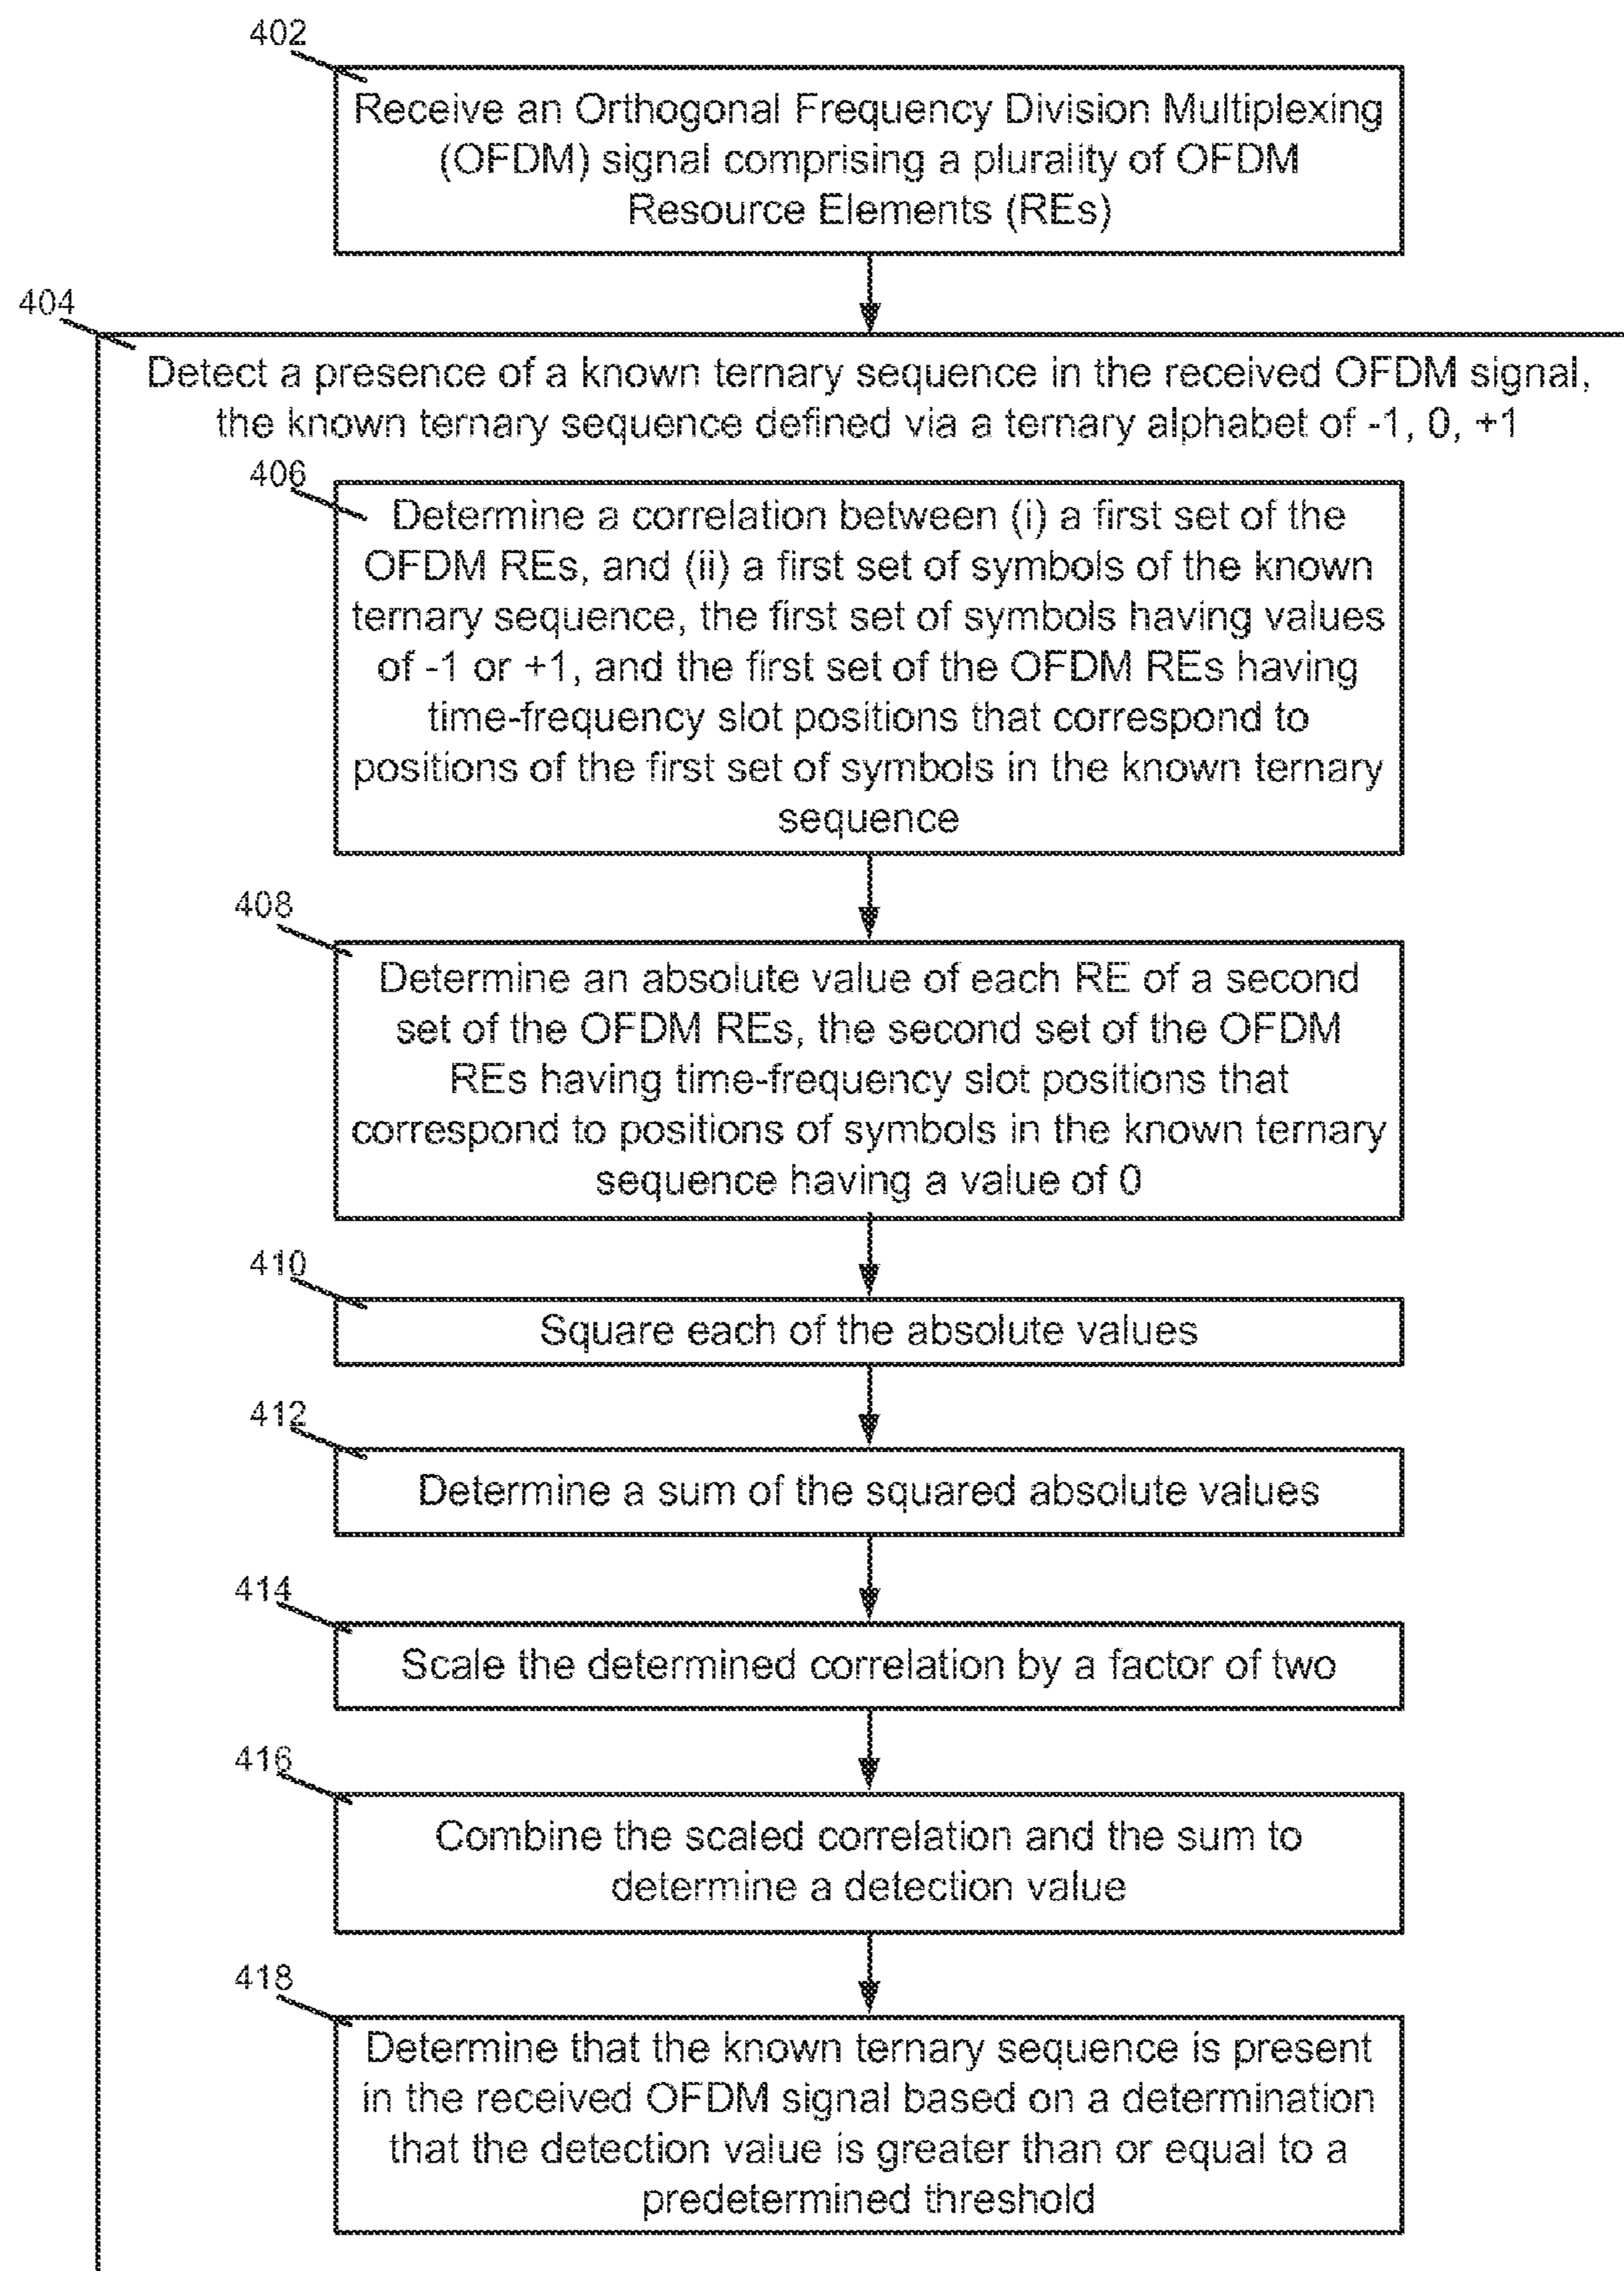 402
Receive an Orthogonal Frequency Division Multiplexing
(OFDM) signal comprising a plurality of OFDM
Resource Elements (REs)
404
Detect a presence of a known ternary sequence in the received OFDM signal,
the known ternary sequence defined via a ternary alphabet of -1, 0, +1
406
Determine a correlation between (i) a first set of the
OFDM REs, and (ii) a first set of symbols of the known
ternary sequence, the first set of symbols having values
of -1 or +1, and the first set of the OFDM REs having
time-frequency slot positions that correspond to
positions of the first set of symbols in the known ternary
sequence
408
Determine an absolute value of each RE of a second
set of the OFDM REs, the second set of the OFDM
REs having time-frequency slot positions that
correspond to positions of symbols in the known ternary
sequence having a value of 0
410
Square each of the absolute values
412
Determine a sum of the squared absolute values
414
Scale the determined correlation by a factor of two
416
Combine the scaled correlation and the sum to
determine a detection value
418
Determine that the known ternary sequence is present
in the received OFDM signal based on a determination
that the detection value is greater than or equal to a
predetermined threshold